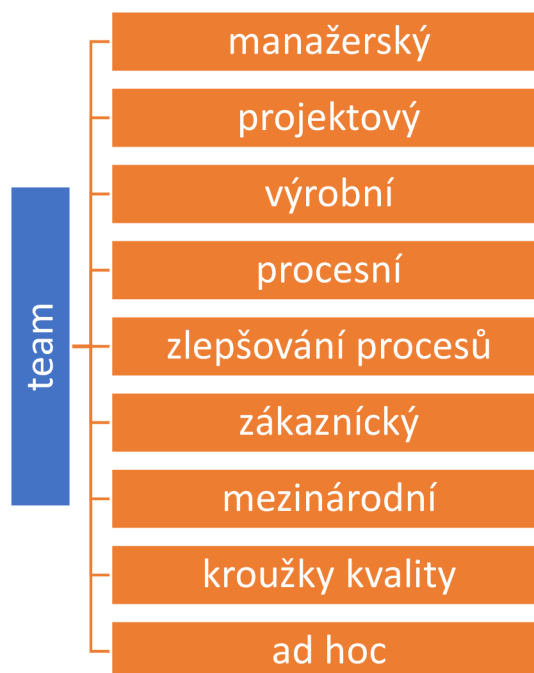 team
manažerský
projektový
výrobní
procesní
zlepšování procesů
zákaznícký
mezinárodní
kroužky kvality
ad hoc